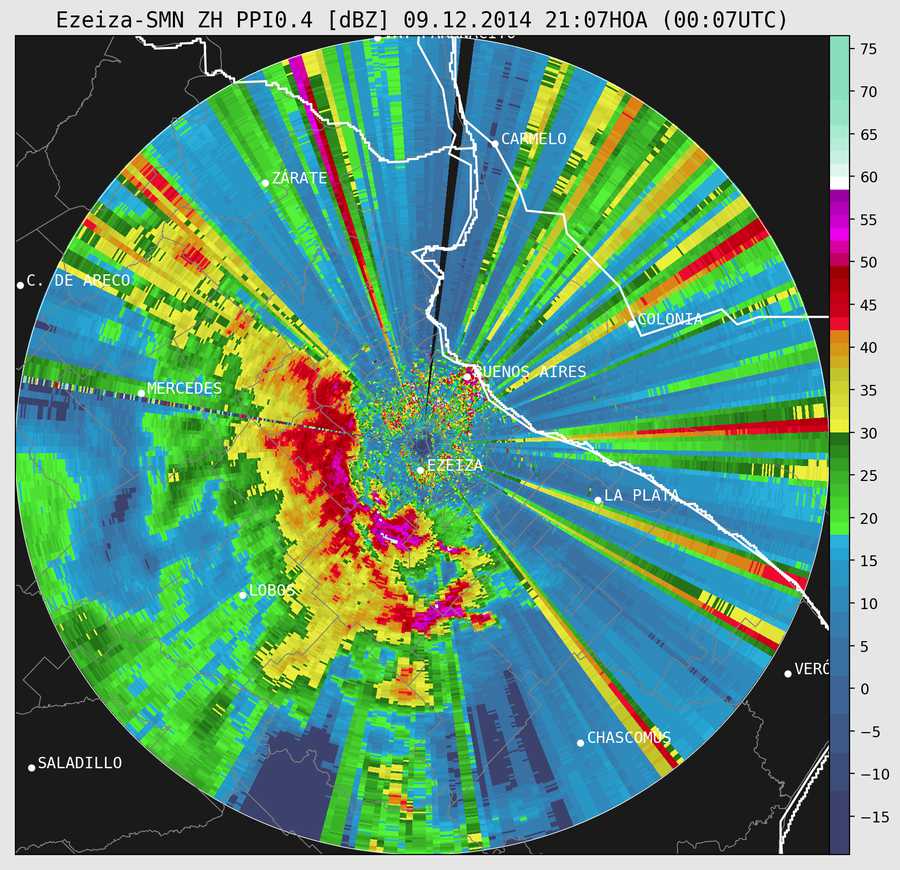 Ezeiza-SMN ZH PPI0.4 [dBZ] 09.12.2014 21:07HOA (00:07UTC)
75
70
CARMELO
65
ZÁRATE
60
55
C. DE ARECO
50
COLONIA
45
BUENOS AIRES
MERCEDES
40
35
30
EZEIZA
25
LA PLATA
20
15
LOBOS
10
5
VERÓ
0
CHASCOMÚS
−5
SALADILLO
−10
−15